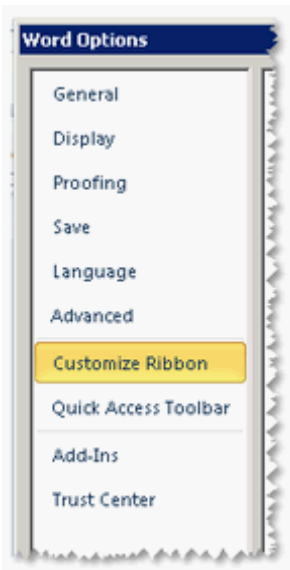 Word Options
General
Display
Proofing
Save
Language
Advanced
Customize Ribbon
Quick Access Toolbar
Add-Ins
Trust Center